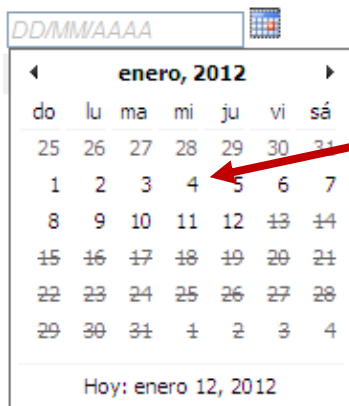 DD/MM/AAAA
enero, 2012
do lu ma mi ju vi sá
25 26 27 28 29 30 31
1 2 3 4 5 6 7
8 9 10 11 12 13 14
15 16 17 18 19 20 21
22 23 24 25 26 27 28
29 30 31 1 2 3 4
Hoy: enero 12, 2012